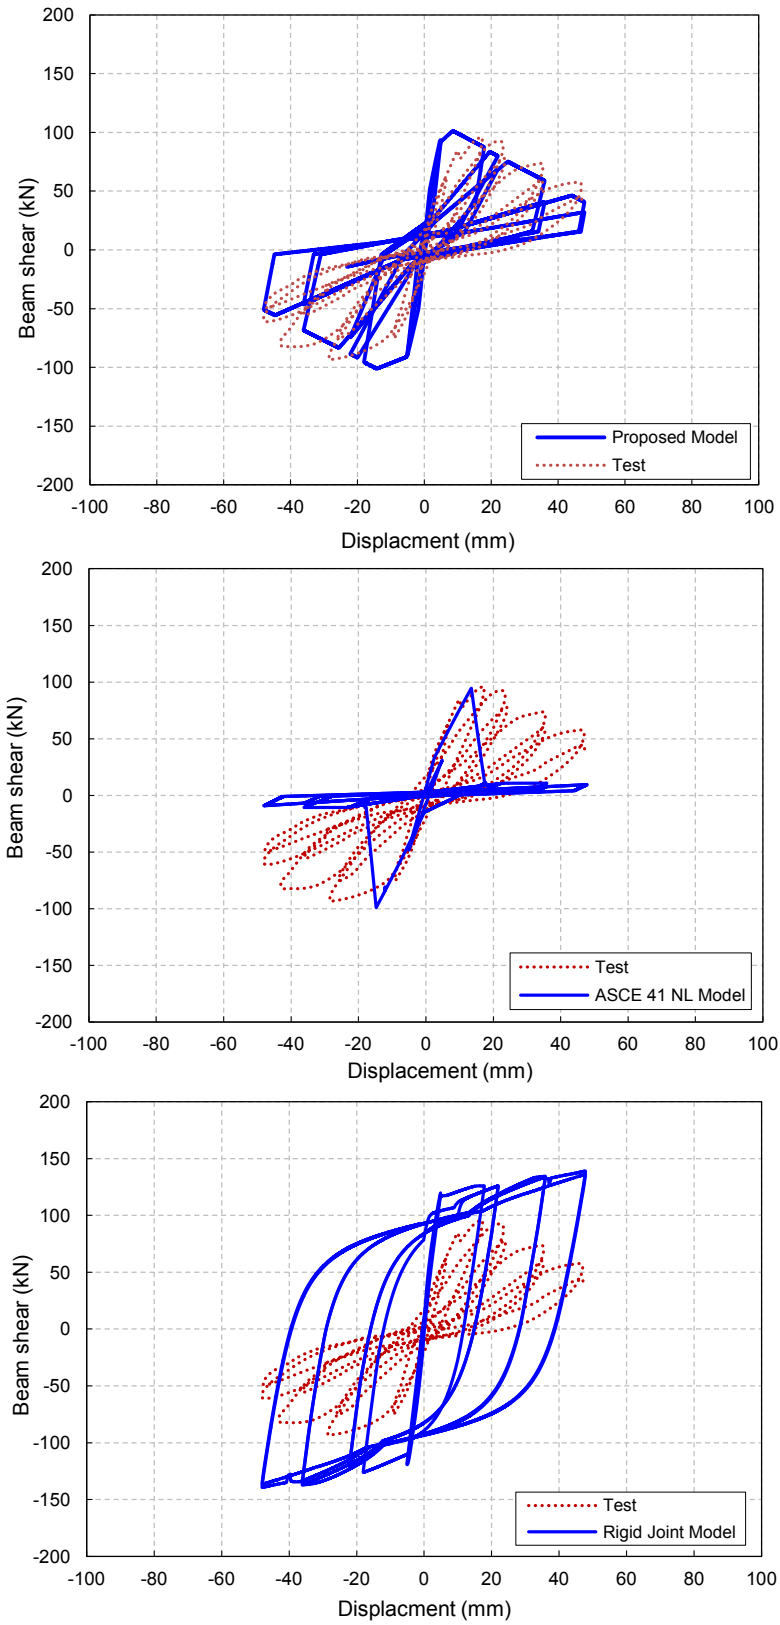 200
150
100
50
0
-50
-100
-150
-200
Beam shear (kN)
Proposed Model
Test
-100 -80 -60 -40 -20 0 20 40 60 80 100
Displacment (mm)
200
150
100
50
0
-50
-100
-150
-200
Beam shear (kN)
Test
ASCE 41 NL Model
-100 -80 -60 -40 -20 0 20 40 60 80 100
Displacement (mm)
200
150
100
50
0
-50
-100
-150
-200
Beam shear (kN)
Test
Rigid Joint Model
-100 -80 -60 -40 -20 0 20 40 60 80 100
Displacment (mm)